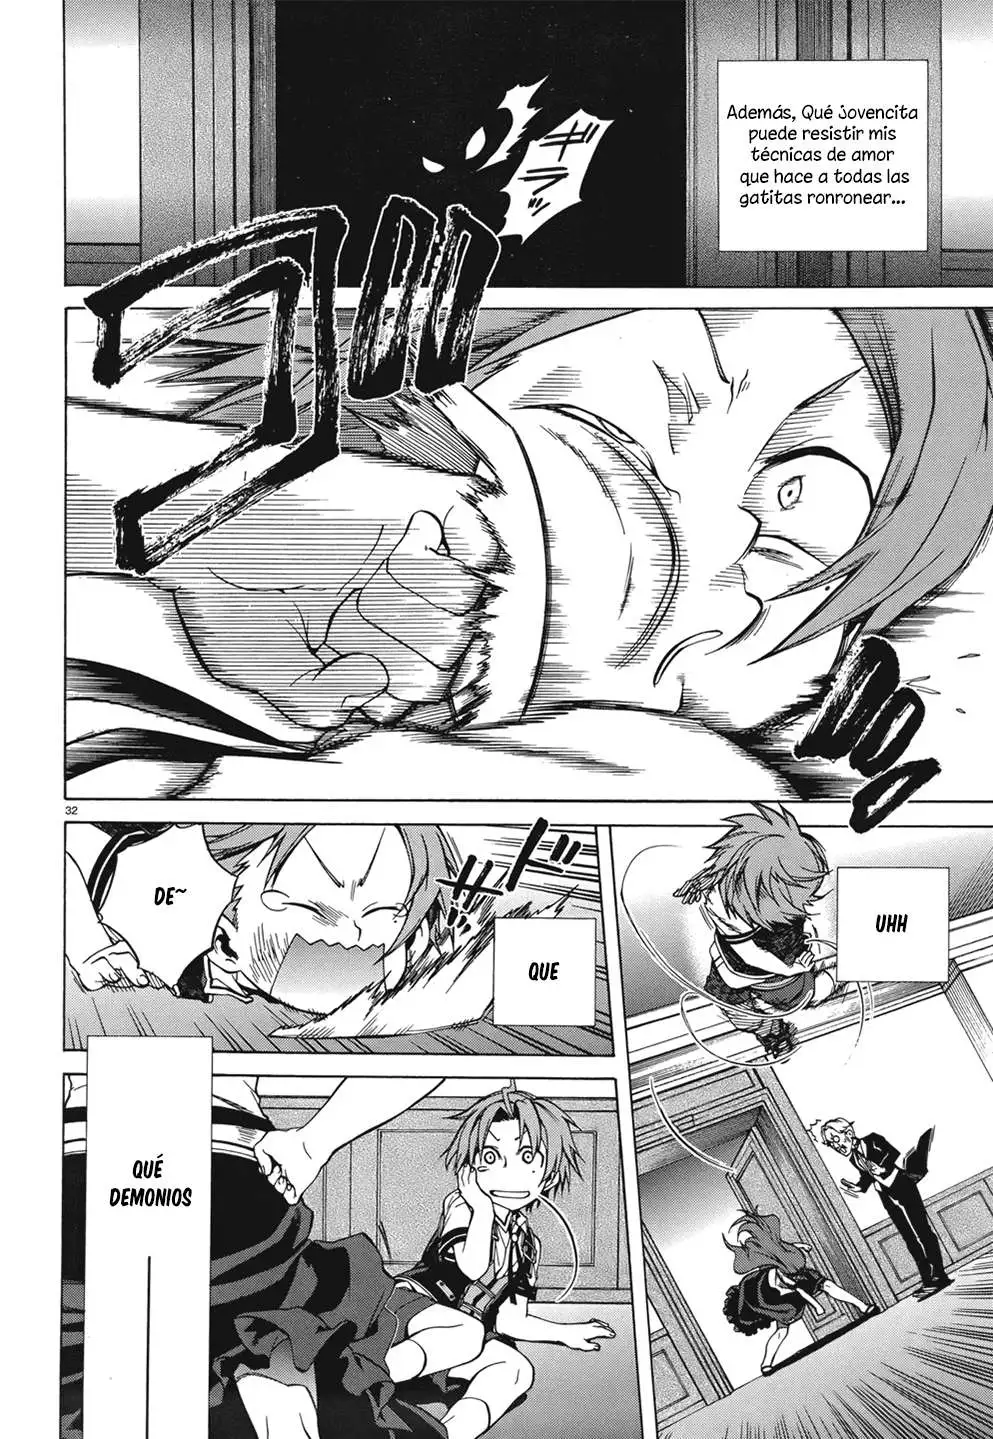 Además, Qué jovencita
puede resistir mis
técnicas de amor
que hace a todas las
gatitas ronronear...
ギラッ
32
UHH
QUE
DE~
QUÉ
DEMONIOS